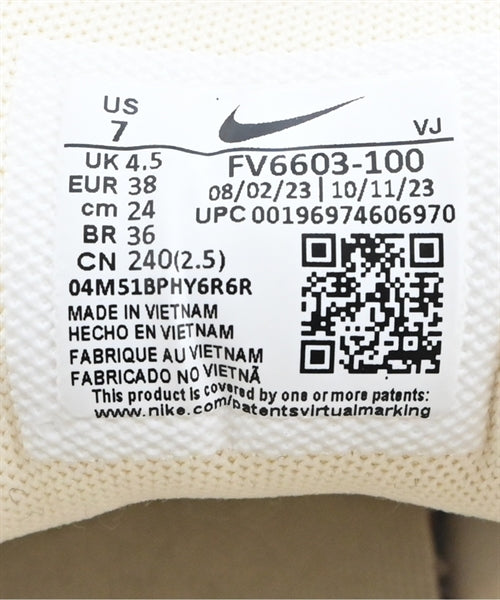 US
7
VJ
UK 4.5
EUR 38
cm 24
BR 36
CN 240(2.5)
FV6603-100
08/02/23 | 10/11/23
UPC 00196974606970
04M51BPHY6R6R
MADE IN VIETNAM
HECHO EN VIETNAM
FABRIQUE AU VIETNAM
FABRICADO NO VIETNÃ
This product is covered by one or more patents:
www.nike.com/patentsvirtualmarking